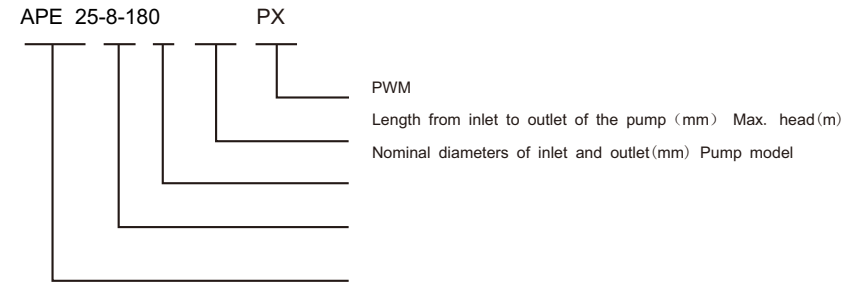 APE 25-8-180 PX
PWM
Length from inlet to outlet of the pump（mm） Max. head(m)
Nominal diameters of inlet and outlet(mm) Pump model